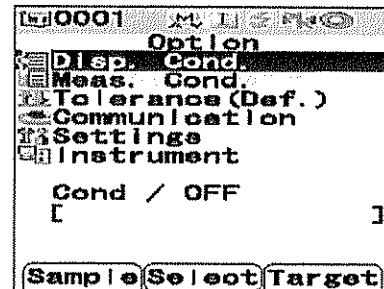 0001
Option
Disp. Cond.
Meas. Cond.
Tolerance(Def.)
Communication
Settings
Instrument
Cond / OFF
[ ]
Sample Select Target